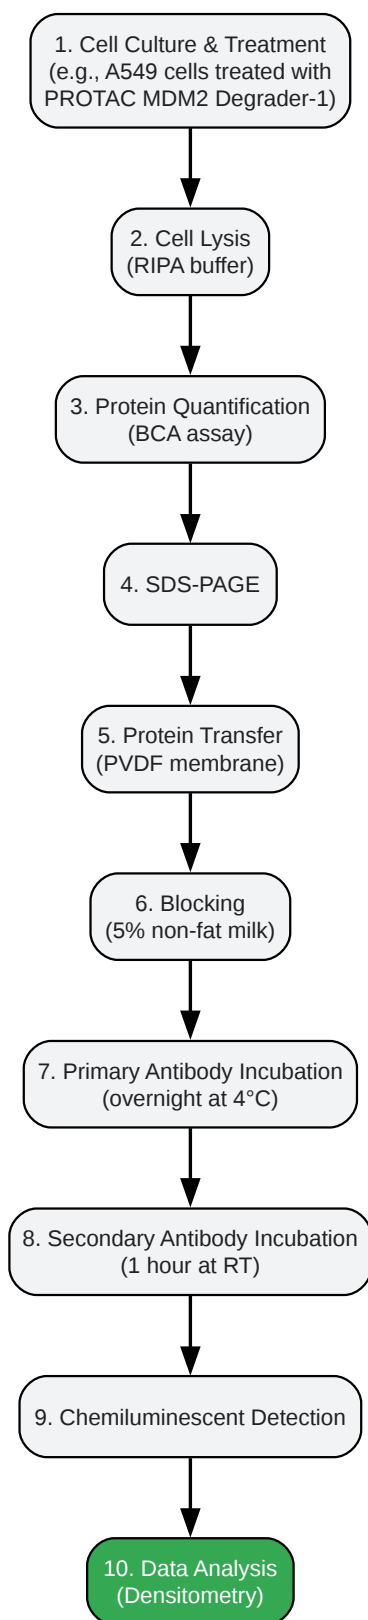 1. Cell Culture & Treatment
(e.g., A549 cells treated with
PROTAC MDM2 Degrader-1)
2. Cell Lysis
(RIPA buffer)
3. Protein Quantification
(BCA assay)
4. SDS-PAGE
5. Protein Transfer
(PVDF membrane)
6. Blocking
(5% non-fat milk)
7. Primary Antibody Incubation
(overnight at 4°C)
8. Secondary Antibody Incubation
(1 hour at RT)
9. Chemiluminescent Detection
10. Data Analysis
(Densitometry)